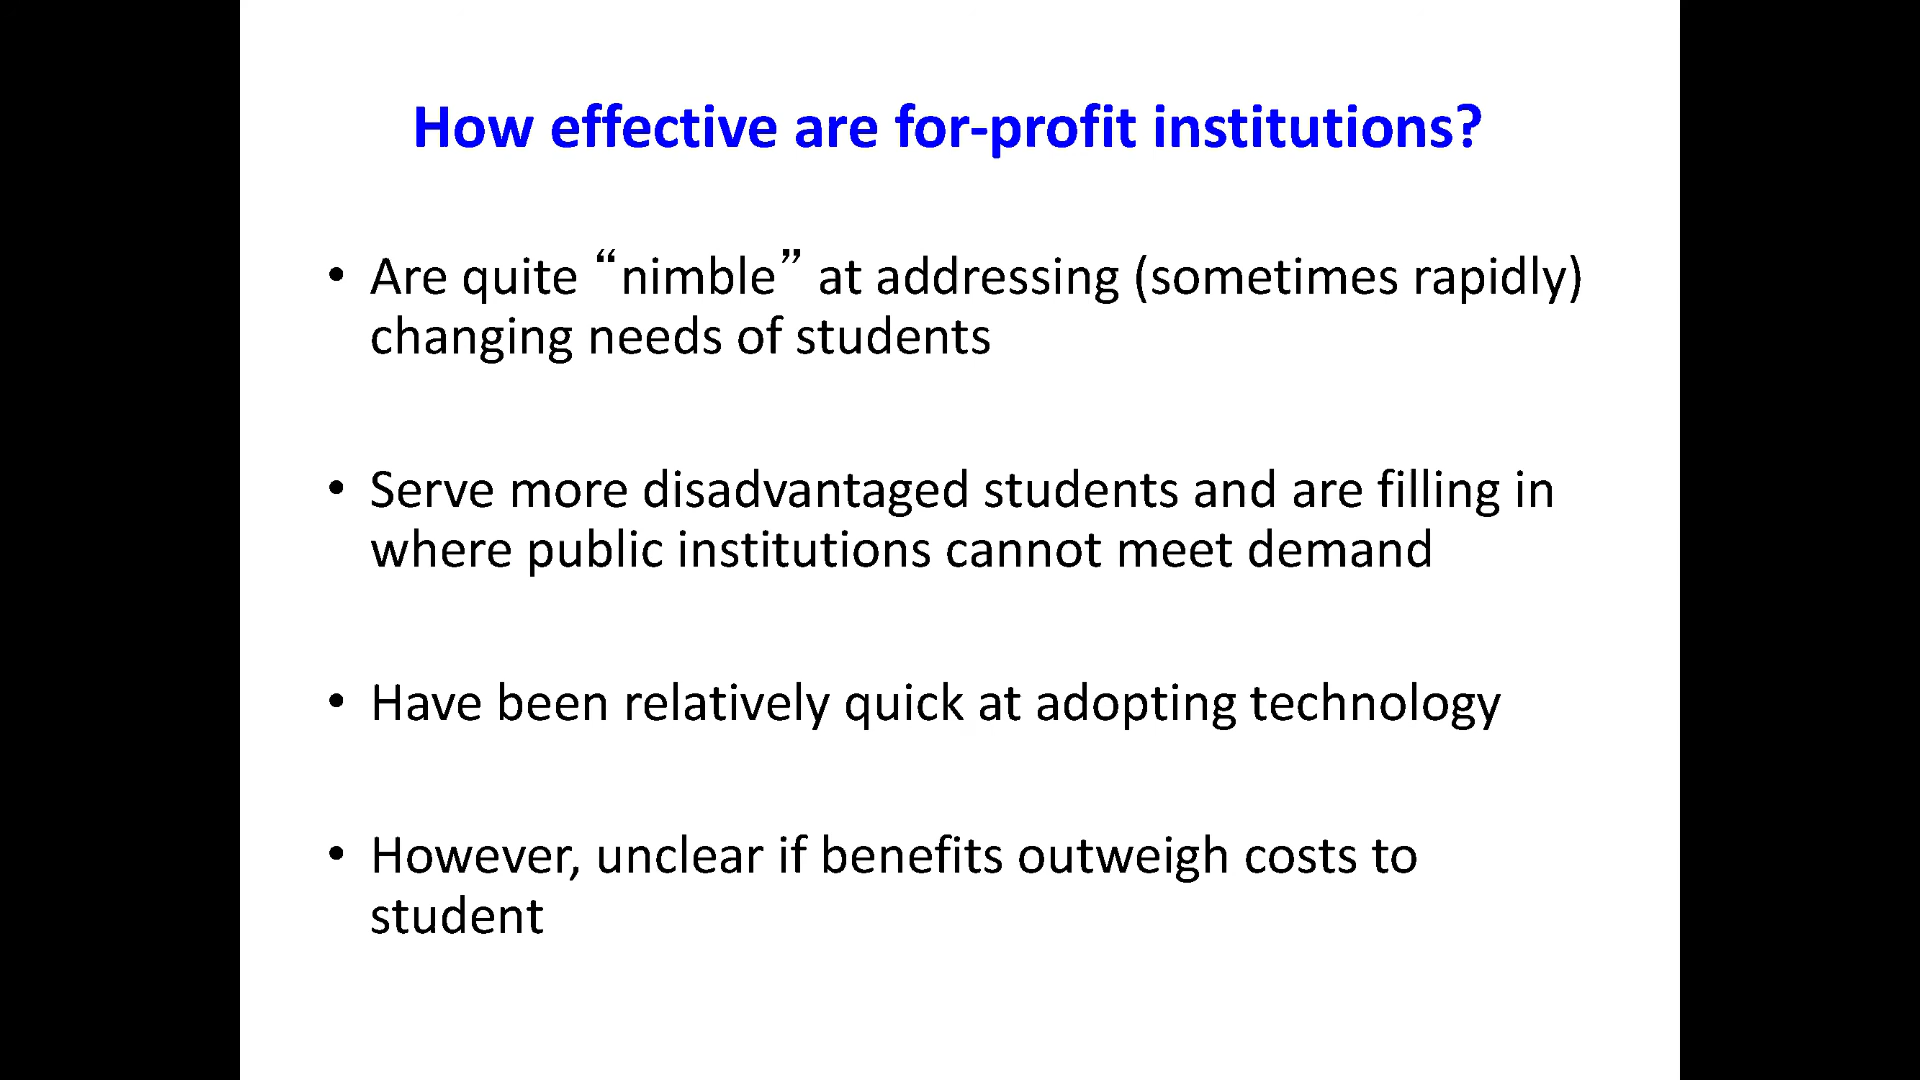 How effective are for-profit institutions?
• Are quite “nimble” at addressing (sometimes rapidly)
changing needs of students
• Serve more disadvantaged students and are filling in
where public institutions cannot meet demand
• Have been relatively quick at adopting technology
• However, unclear if benefits outweigh costs to
student